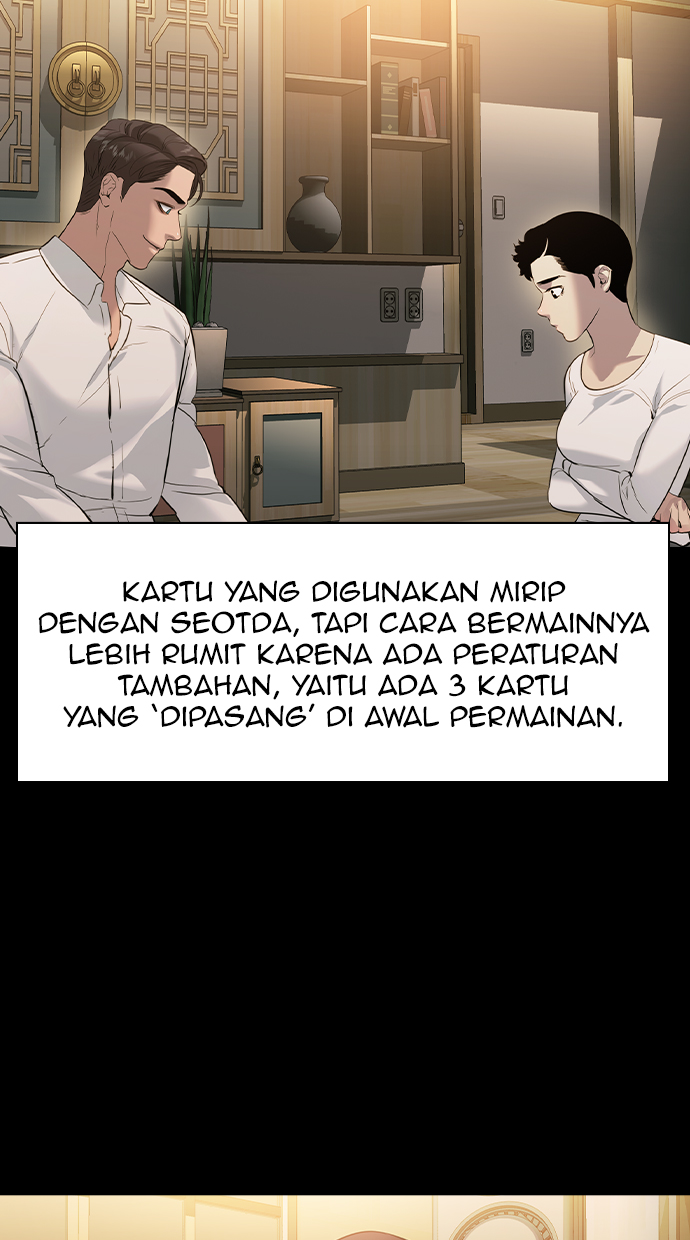 KARTU YANG DIGUNAKAN MIRIP
DENGAN SEOTDA, TAPI CARA BERMAINNYA
LEBIH RUMIT KARENA ADA PERATURAN
TAMBAHAN, YAITU ADA 3 KARTU
YANG ‘DIPASANG’ DI AWAL PERMAINAN.